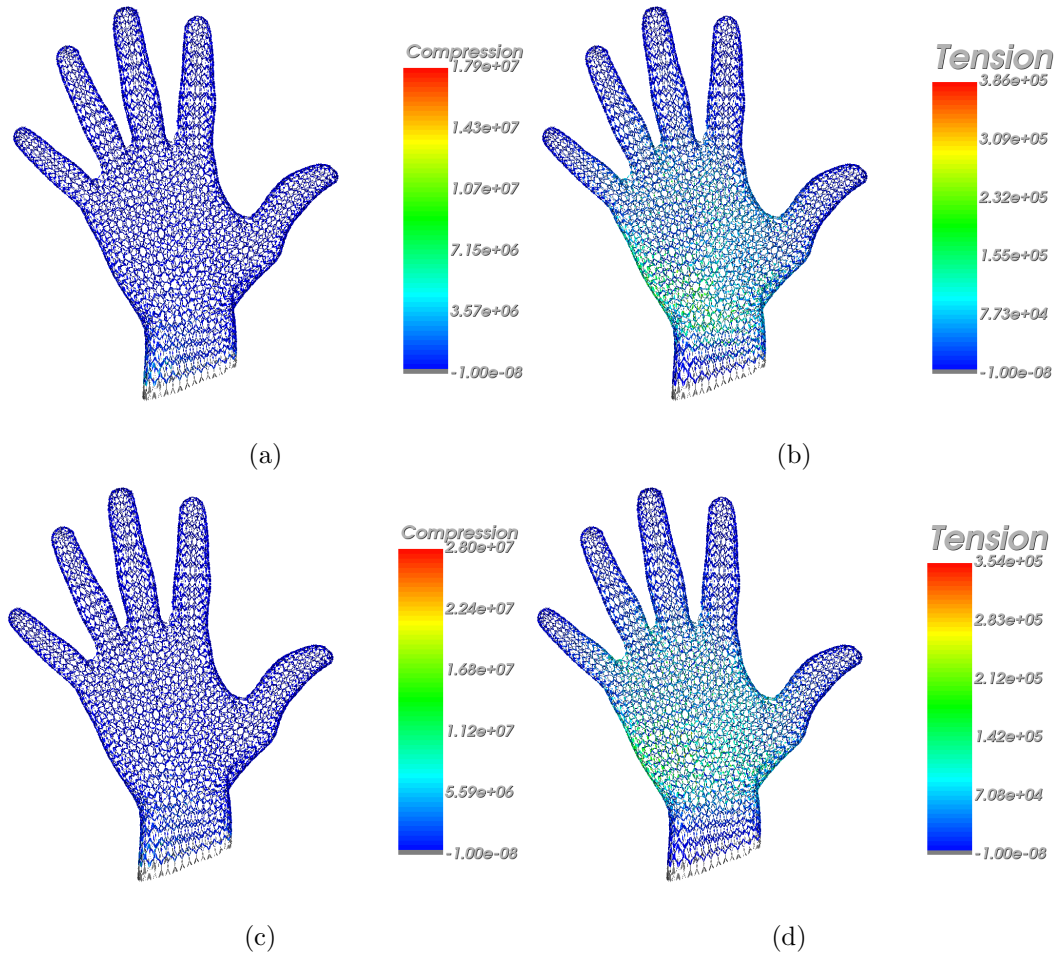 Compression
1.79e+07
1.43e+07
1.07e+07
7.15e+06
3.57e+06
-1.00e-08
(a)
Tension
3.86e+05
3.09e+05
2.32e+05
1.55e+05
7.73e+04
-1.00e-08
(b)
Compression
2.80e+07
2.24e+07
1.68e+07
1.12e+07
5.59e+06
-1.00e-08
(c)
Tension
3.54e+05
2.83e+05
2.12e+05
1.42e+05
7.08e+04
-1.00e-08
(d)